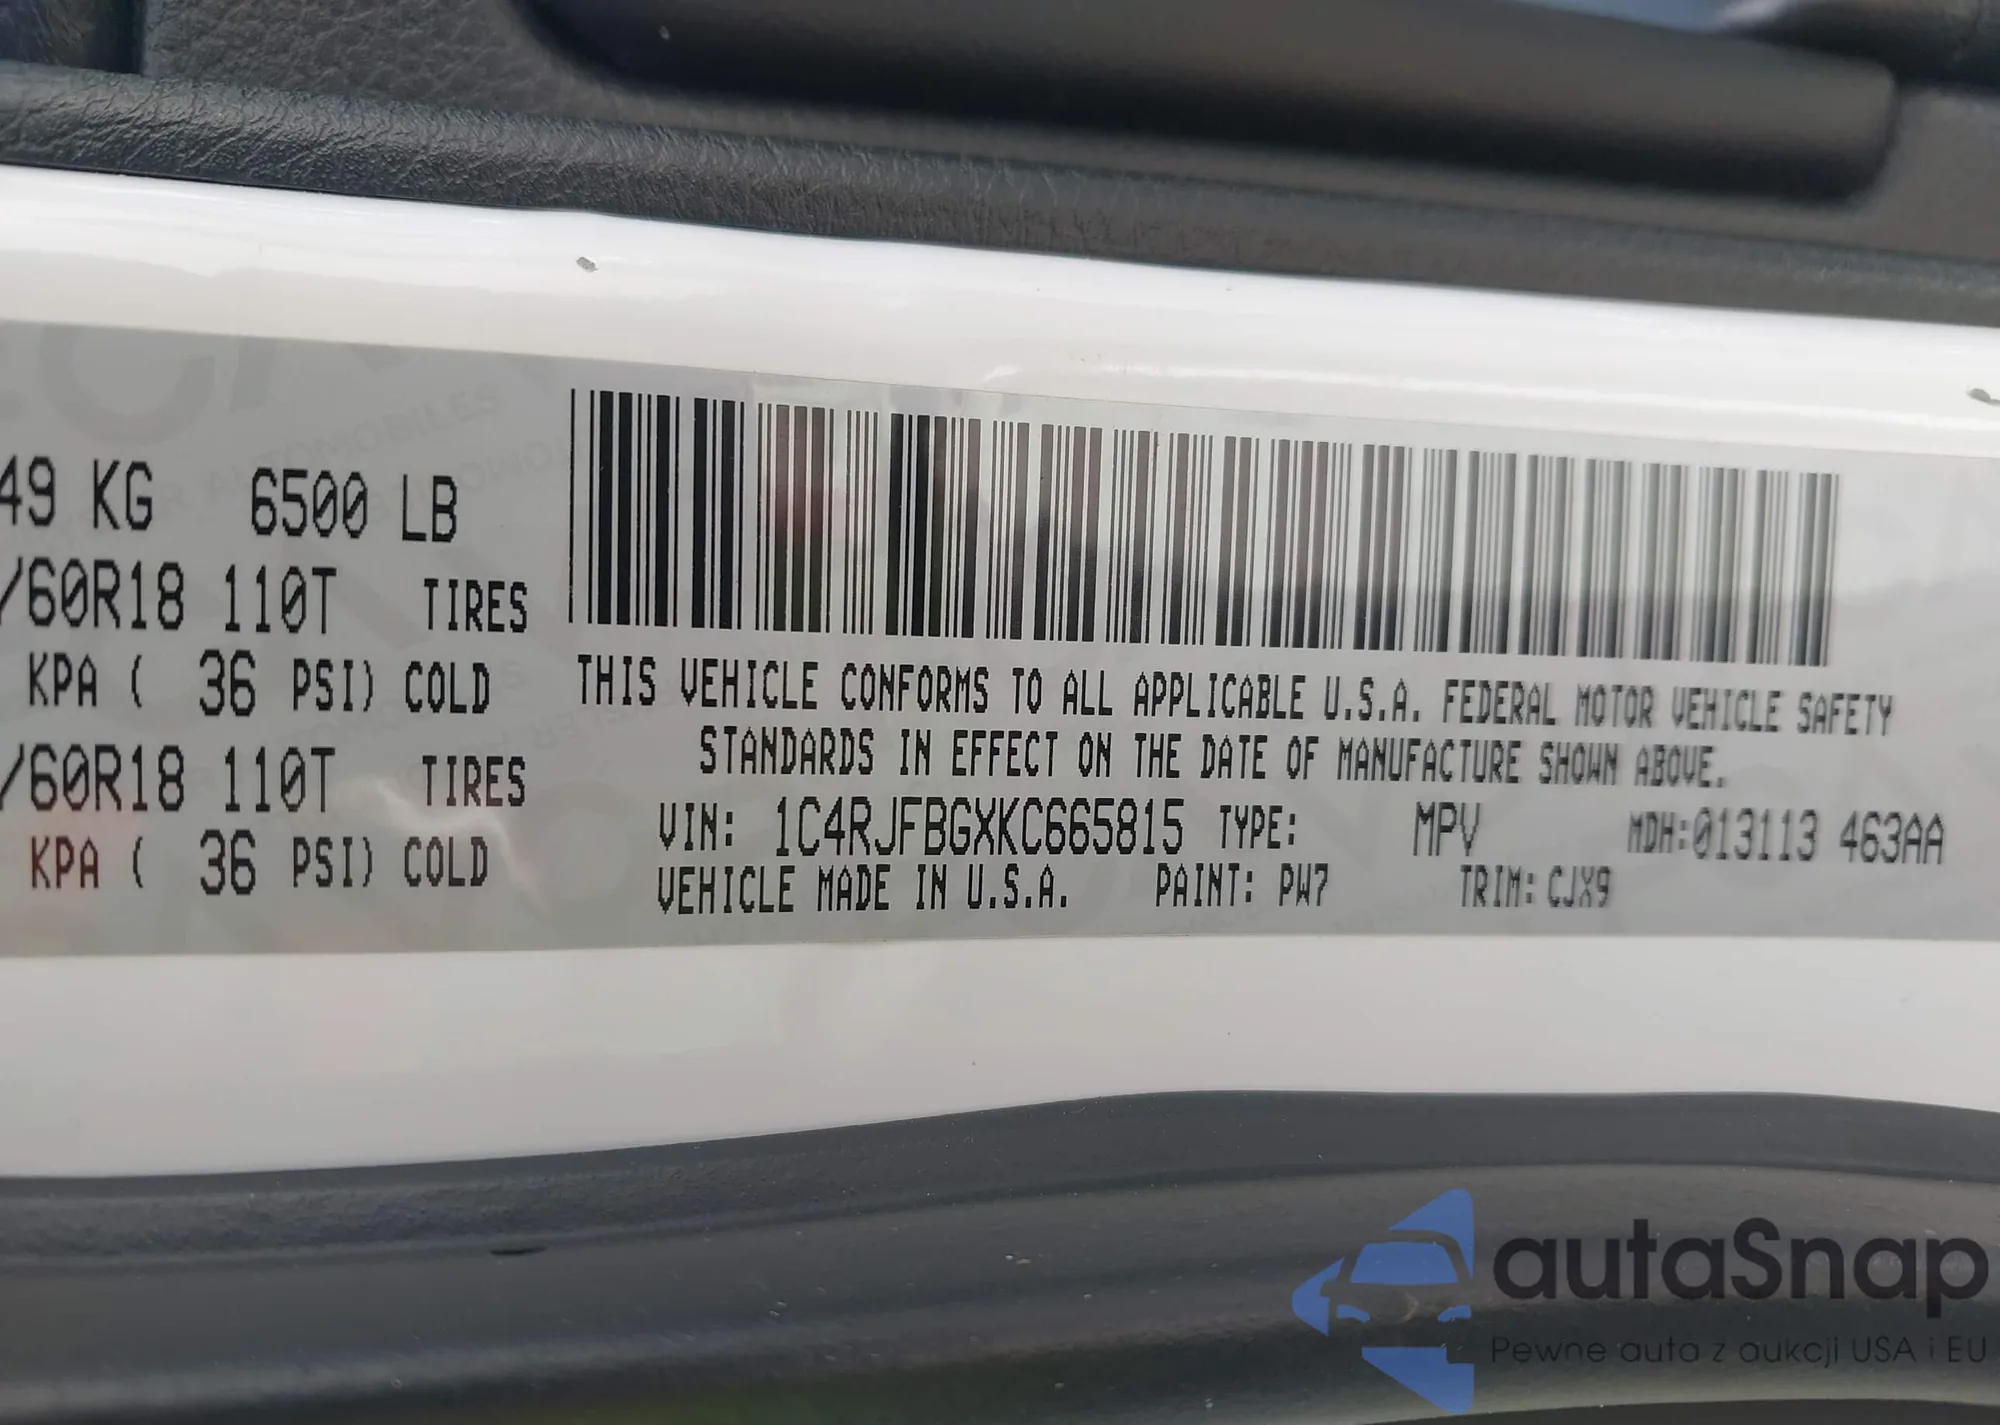 49 KG 6500 LB
/60R18 110T TIRES
KPA ( 36 PSI) COLD
/60R18 110T TIRES
KPA ( 36 PSI) COLD
THIS VEHICLE CONFORMS TO ALL APPLICABLE U.S.A. FEDERAL MOTOR VEHICLE SAFETY
STANDARDS IN EFFECT ON THE DATE OF MANUFACTURE SHOWN ABOVE.
VIN: 1C4RJFBGXKC665815 TYPE: MPV MDH:013113 463AA
VEHICLE MADE IN U.S.A. PAINT: PW7 TRIM: CJX9
autaSnap
Pewne auta z aukcji USA i EU